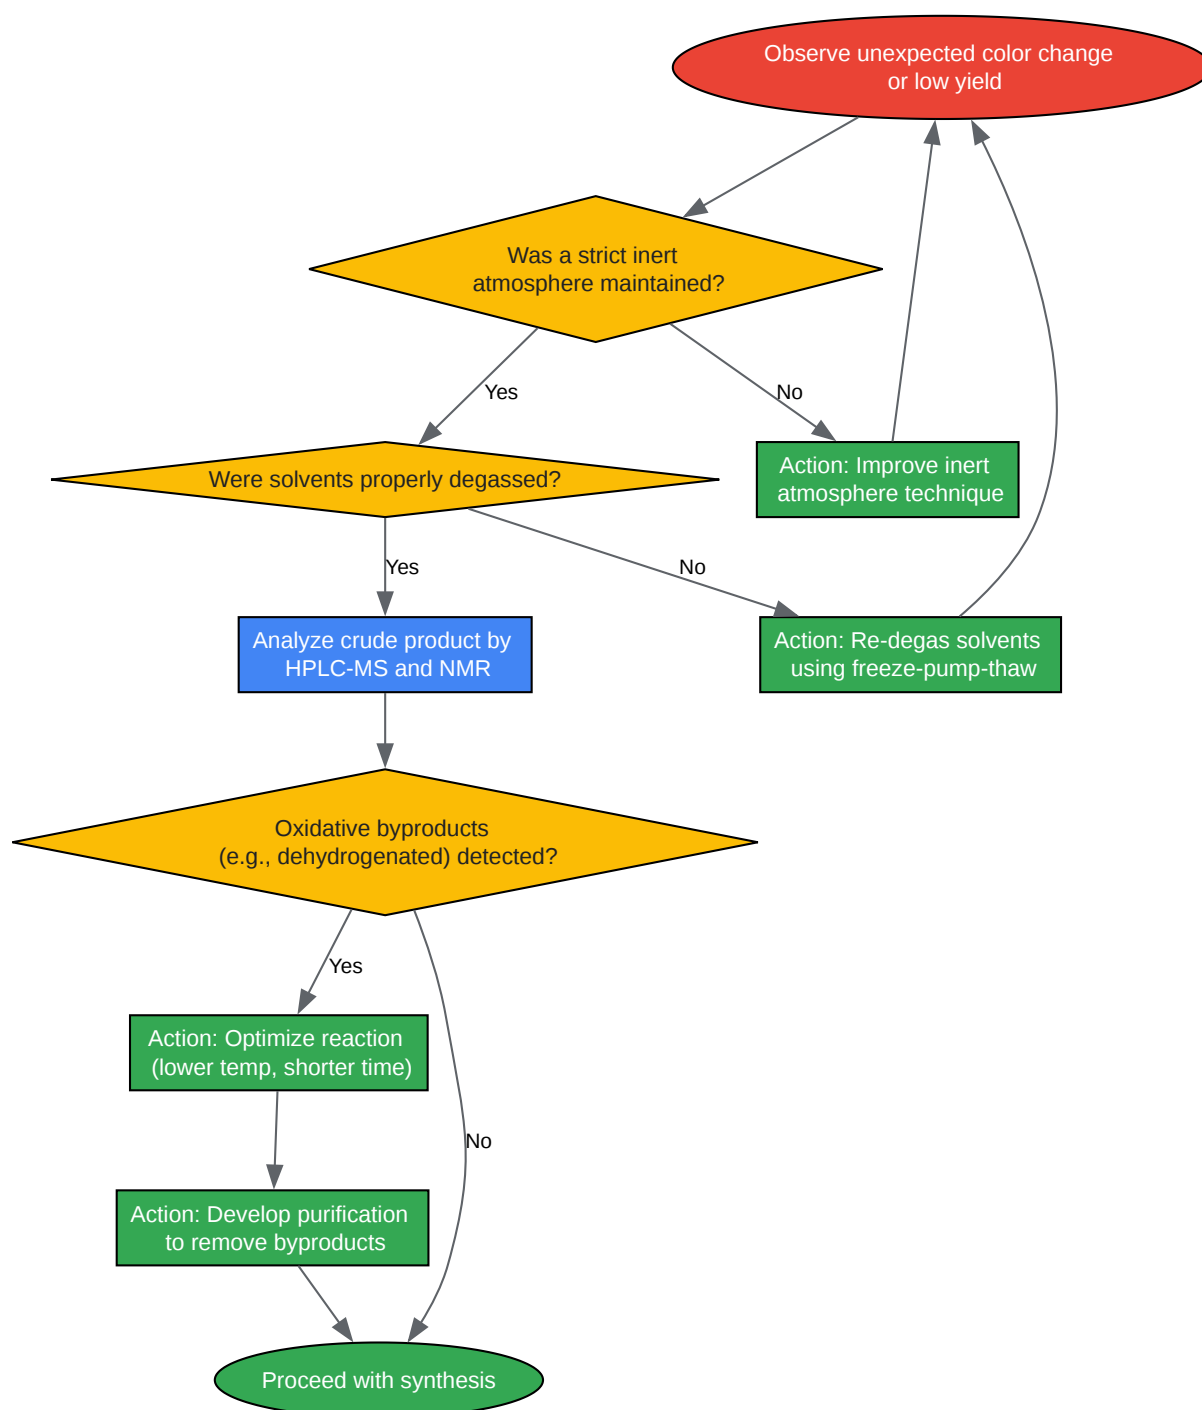 Observe unexpected color change
or low yield
Was a strict inert
atmosphere maintained?
Yes
No
Were solvents properly degassed?
Action: Improve inert
atmosphere technique
Yes
No
Analyze crude product by
HPLC-MS and NMR
Action: Re-degas solvents
using freeze-pump-thaw
Oxidative byproducts
(e.g., dehydrogenated) detected?
Yes
Action: Optimize reaction
(lower temp, shorter time)
No
Action: Develop purification
to remove byproducts
Proceed with synthesis